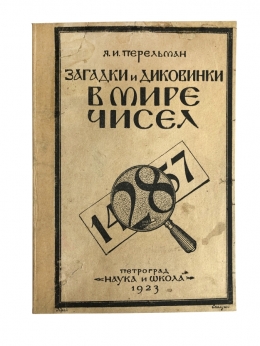 Я. И. ПЕРЕЛЬМАН
ЗАГАДКИ и ДИКОВИНКИ
В МИРЕ
ЧИСЕЛ
142857
ПЕТРОГРАД
«НАУКА и ШКОЛА»
1923